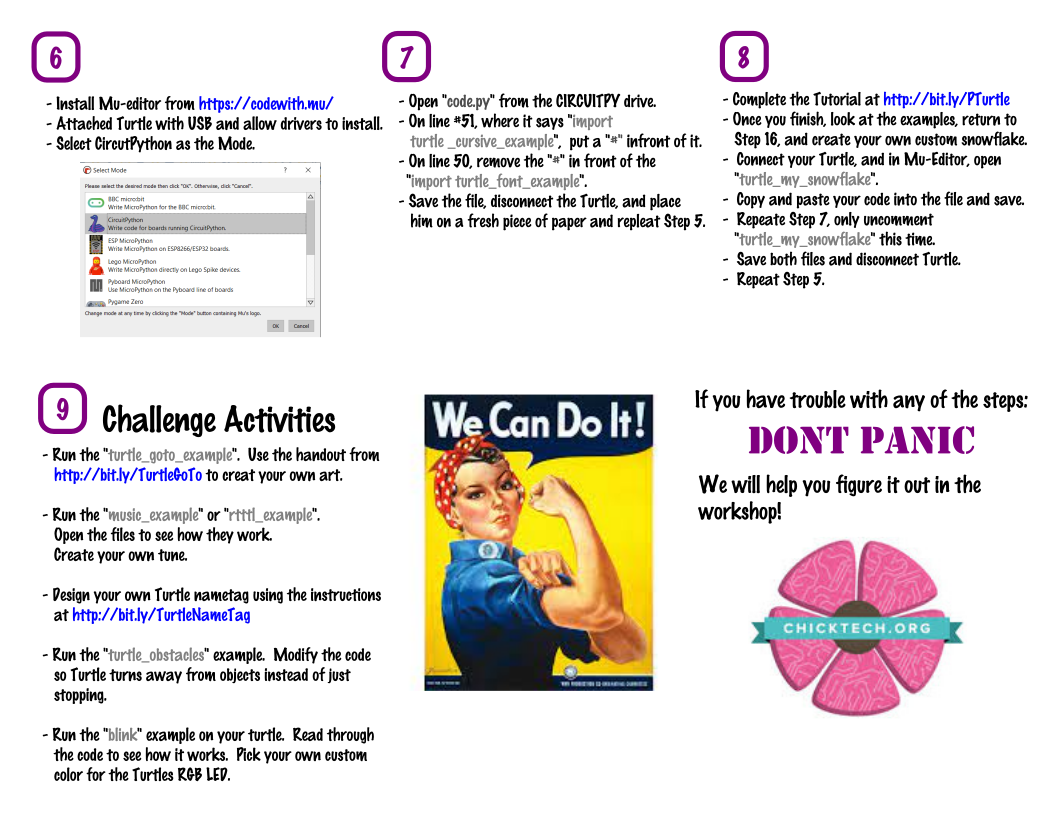 6
- Install Mu-editor from https://codewith.mu/
- Attached Turtle with USB and allow drivers to install.
- Select CircutPython as the Mode.
Select Mode
?
Please select the desired mode then click "OK". Otherwise, click "Cancel".
BBC micro:bit
Write MicroPython for the BBC micro:bit.
CircuitPython
Write code for boards running CircuitPython.
ESP MicroPython
Write MicroPython on ESP8266/ESP32 boards.
Lego MicroPython
Write MicroPython directly on Lego Spike devices.
Pyboard MicroPython
Use MicroPython on the Pyboard line of boards
Pygame Zero
Change mode at any time by clicking the "Mode" button containing Mu's logo.
OK
Cancel
7
- Open "code.py" from the CIRCUITPY drive.
- On line #51, where it says "import
turtle _cursive_example", put a "#" infront of it.
- On line 50, remove the "#" in front of the
"import turtle_font_example".
- Save the file, disconnect the Turtle, and place
him on a fresh piece of paper and repleat Step 5.
8
- Complete the Tutorial at http://bit.ly/PTurtle
- Once you finish, look at the examples, return to
Step 16, and create your own custom snowflake.
- Connect your Turtle, and in Mu-Editor, open
"turtle_my_snowflake".
- Copy and paste your code into the file and save.
- Repeate Step 7, only uncomment
"turtle_my_snowflake" this time.
- Save both files and disconnect Turtle.
- Repeat Step 5.
9
Challenge Activities
- Run the "turtle_goto_example". Use the handout from
http://bit.ly/TurtleGoTo to creat your own art.
- Run the "music_example" or "rtttl_example".
Open the files to see how they work.
Create your own tune.
- Design your own Turtle nametag using the instructions
at http://bit.ly/TurtleNameTag
- Run the "turtle_obstacles" example. Modify the code
so Turtle turns away from objects instead of just
stopping.
- Run the "blink" example on your turtle. Read through
the code to see how it works. Pick your own custom
color for the Turtles RGB LED.
We Can Do It!
If you have trouble with any of the steps:
DONT PANIC
We will help you figure it out in the
workshop!
CHICKTECH.ORG